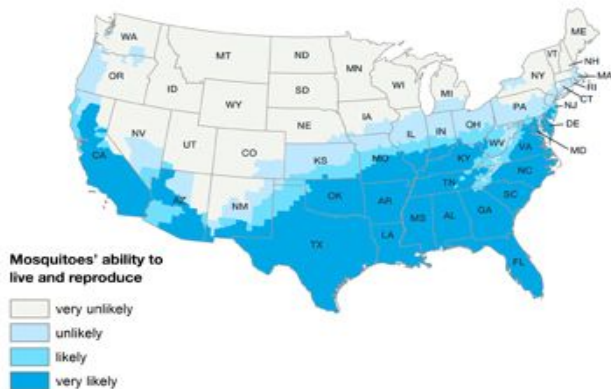 WA
ME
MT
ND
VT
NH
MN
OR
NY
MA
ID
SD
WI
MI
RI
CT
WY
PA
NJ
IA
NE
OH
DE
NV
IL
IN
UT
WV
MD
CO
VA
CA
KS
MO
KY
NC
TN
AZ
OK
NM
AR
SC
MS
AL
GA
LA
TX
FL
Mosquitoes' ability to
live and reproduce
very unlikely
unlikely
likely
very likely